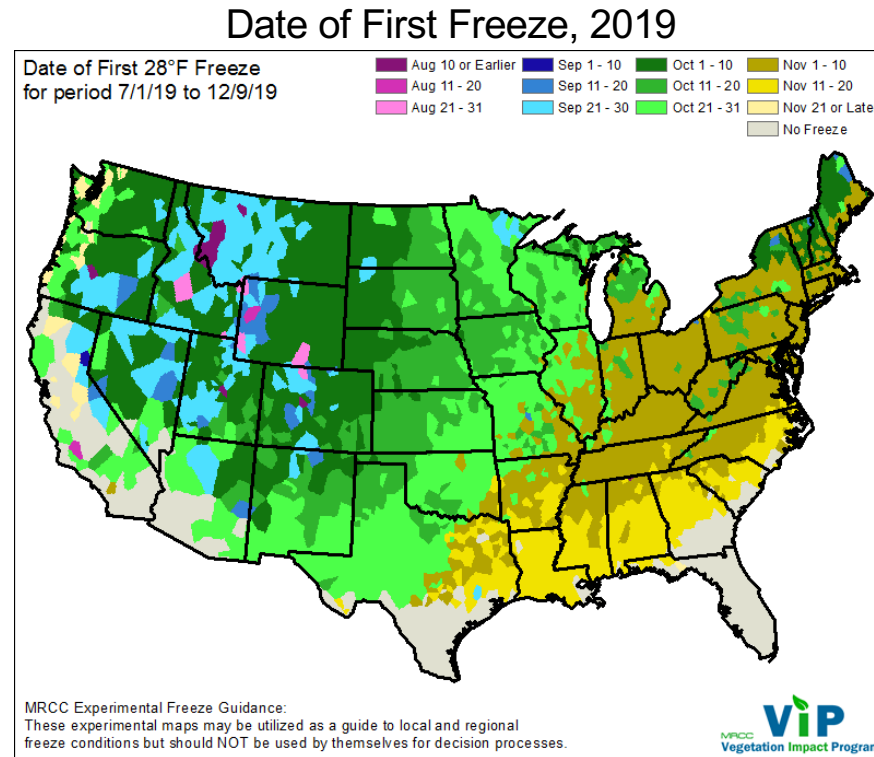 Date of First Freeze, 2019
Date of First 28°F Freeze
for period 7/1/19 to 12/9/19
Aug 10 or Earlier
Aug 11 - 20
Aug 21 - 31
Sep 1 - 10
Sep 11 - 20
Sep 21 - 30
Oct 1 - 10
Oct 11 - 20
Oct 21 - 31
Nov 1 - 10
Nov 11 - 20
Nov 21 or Late
No Freeze
MRCC Experimental Freeze Guidance:
These experimental maps may be utilized as a guide to local and regional
freeze conditions but should NOT be used by themselves for decision processes.
MRCC ViP
Vegetation Impact Program